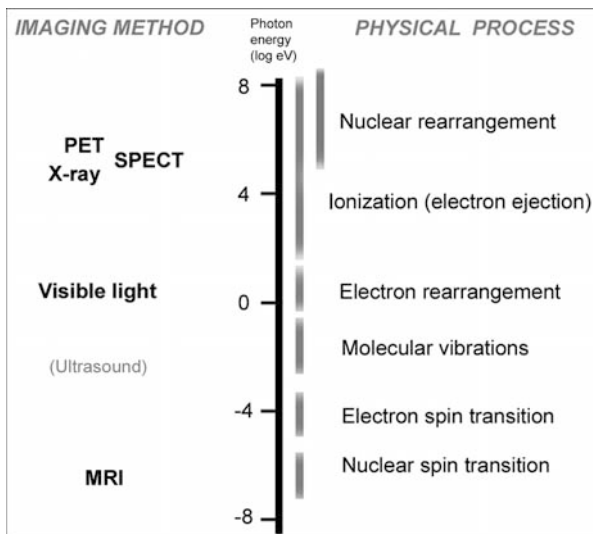 IMAGING METHOD
Photon
energy
(log eV)
PHYSICAL PROCESS
8
Nuclear rearrangement
PET
SPECT
X-ray
4
Ionization (electron ejection)
Visible light
0
Electron rearrangement
Molecular vibrations
(Ultrasound)
-4
Electron spin transition
MRI
Nuclear spin transition
-8